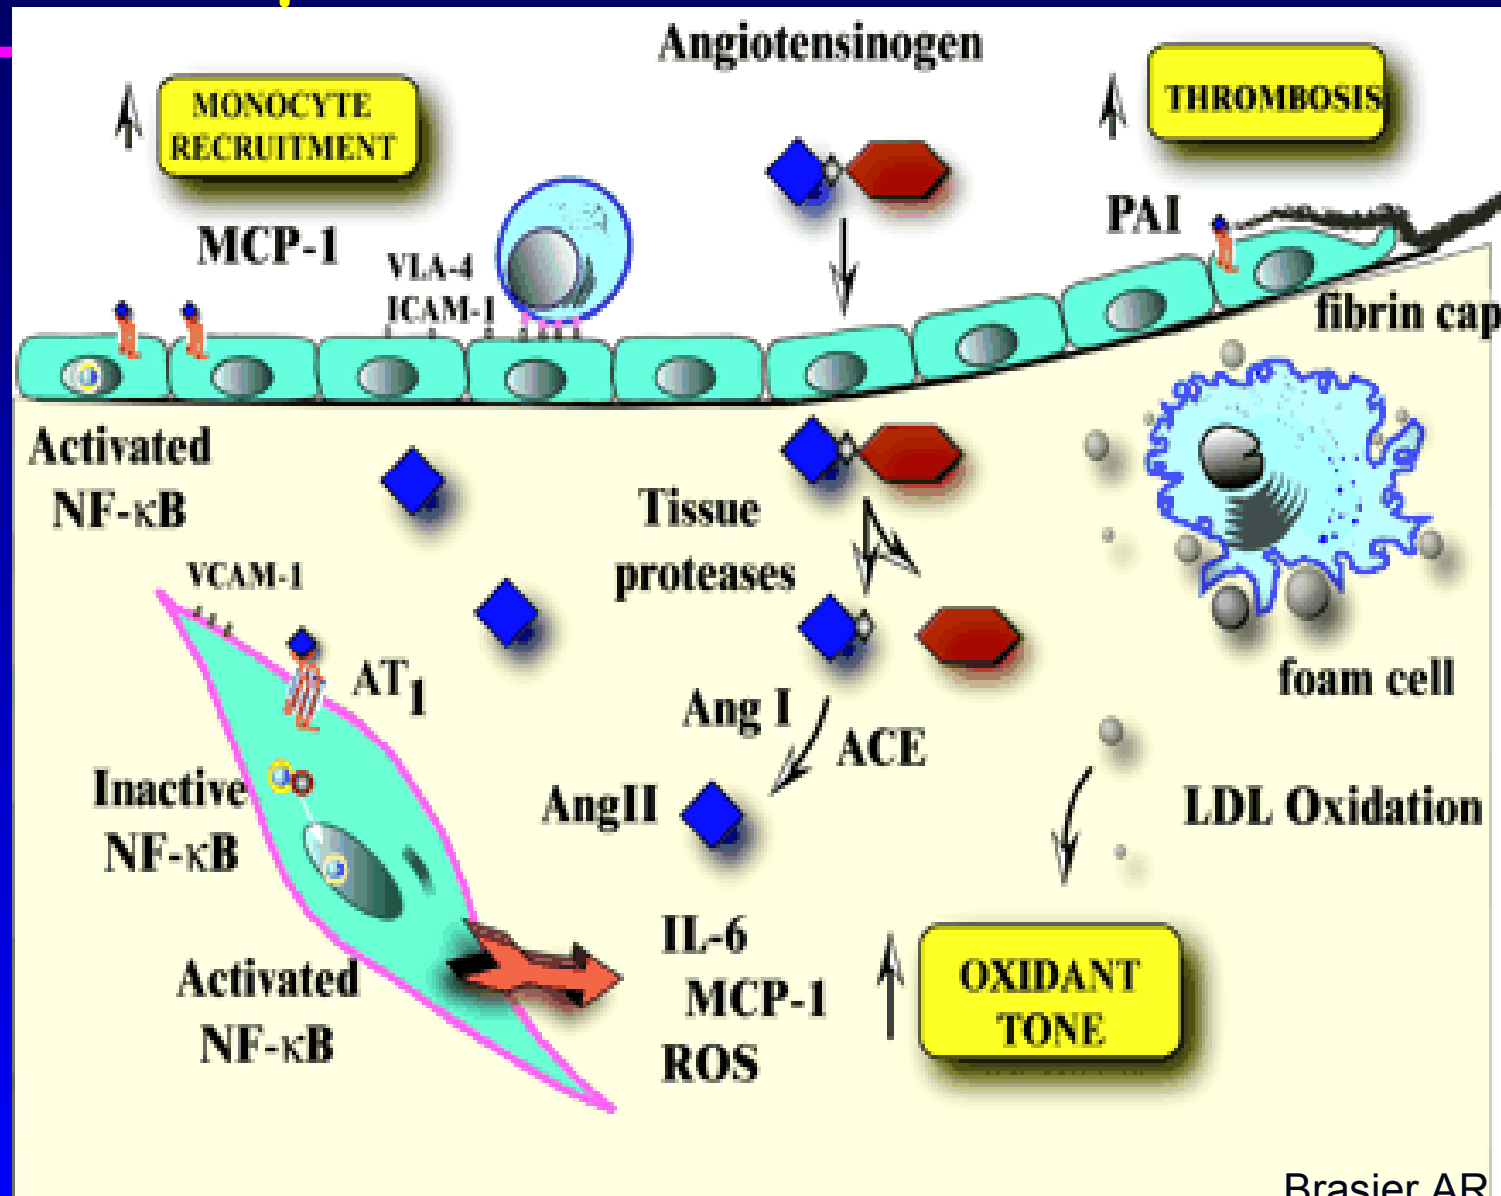 Angiotensinogen
MONOCYTE
RECRUITMENT
THROMBOSIS
MCP-1
VLA-4
ICAM-1
PAI
fibrin cap
Activated
NF-κB
Tissue
proteases
VCAM-1
AT1
foam cell
Ang I
ACE
Inactive
NF-κB
AngII
LDL Oxidation
IL-6
MCP-1
ROS
Activated
NF-κB
OXIDANT
TONE
Brasier AR